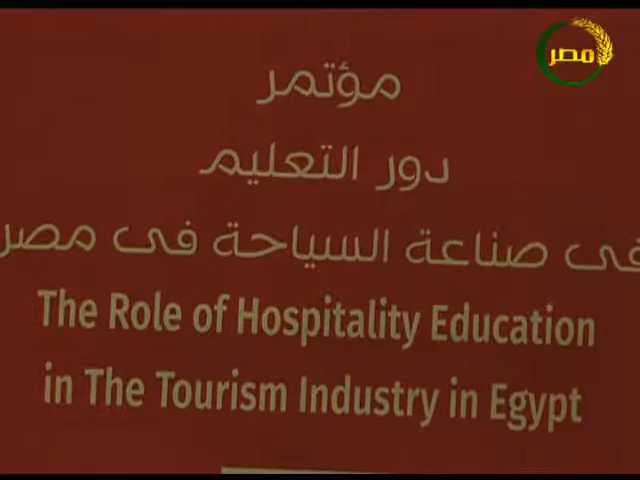 مصر
مؤتمر
دور التعليم
فى صناعة السياحة فى مصر
The Role of Hospitality Education
in The Tourism Industry in Egypt